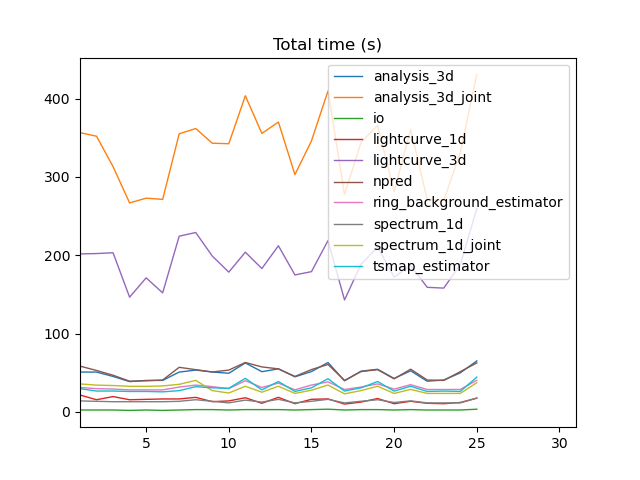 Total time (s)
400
300
200
100
0
analysis_3d
analysis_3d_joint
io
lightcurve_1d
lightcurve_3d
npred
ring_background_estimator
spectrum_1d
spectrum_1d_joint
tsmap_estimator
5 10 15 20 25 30